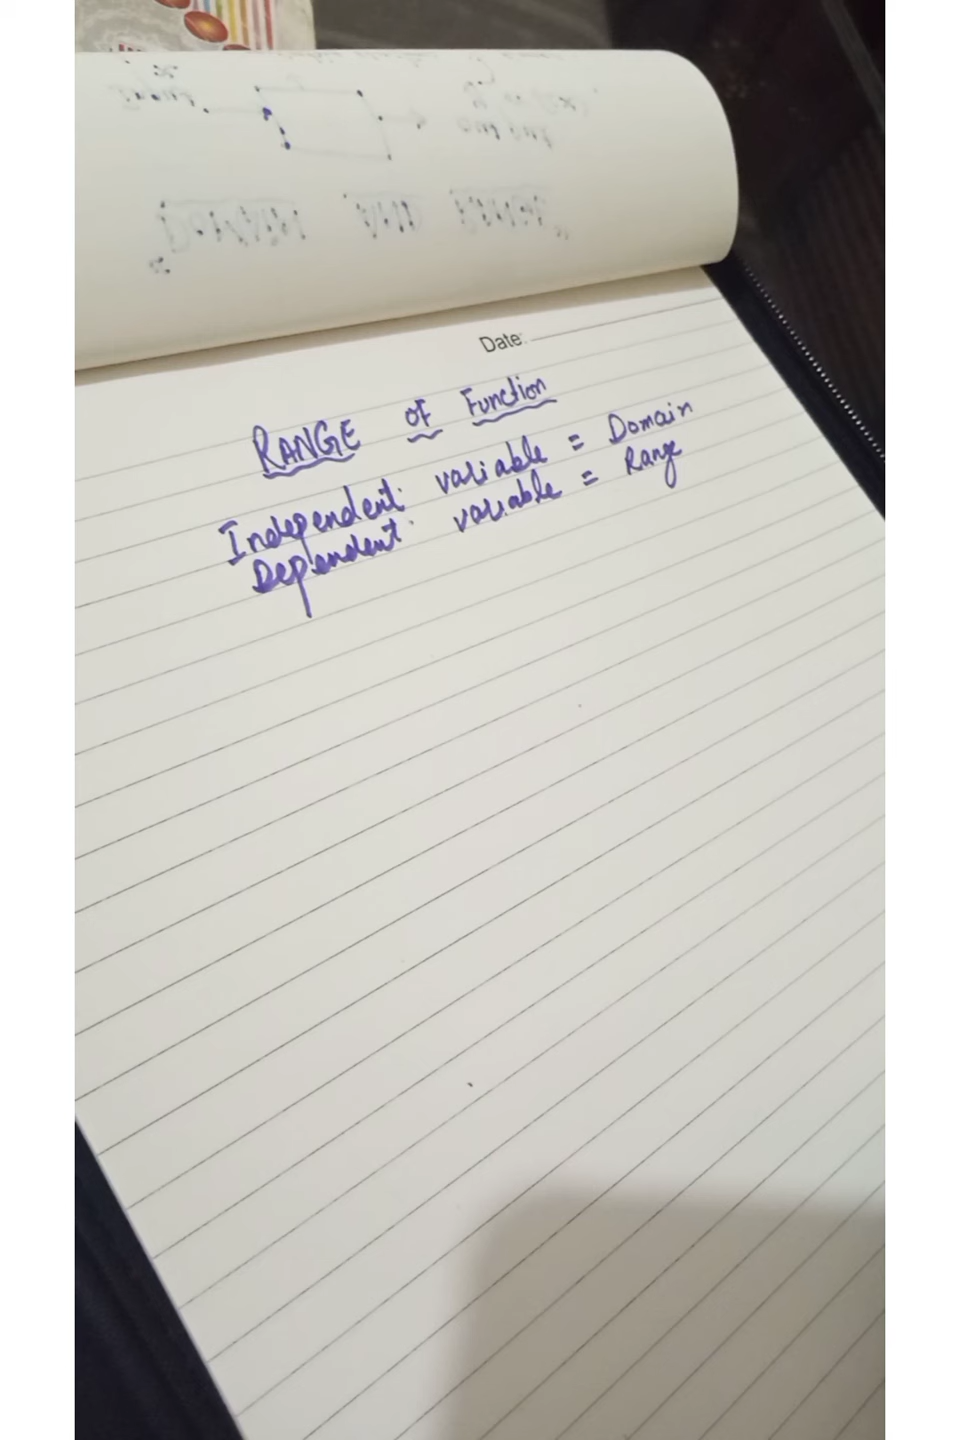 Date:
RANGE OF Function
Independent variable = Domain
Dependent variable = Range